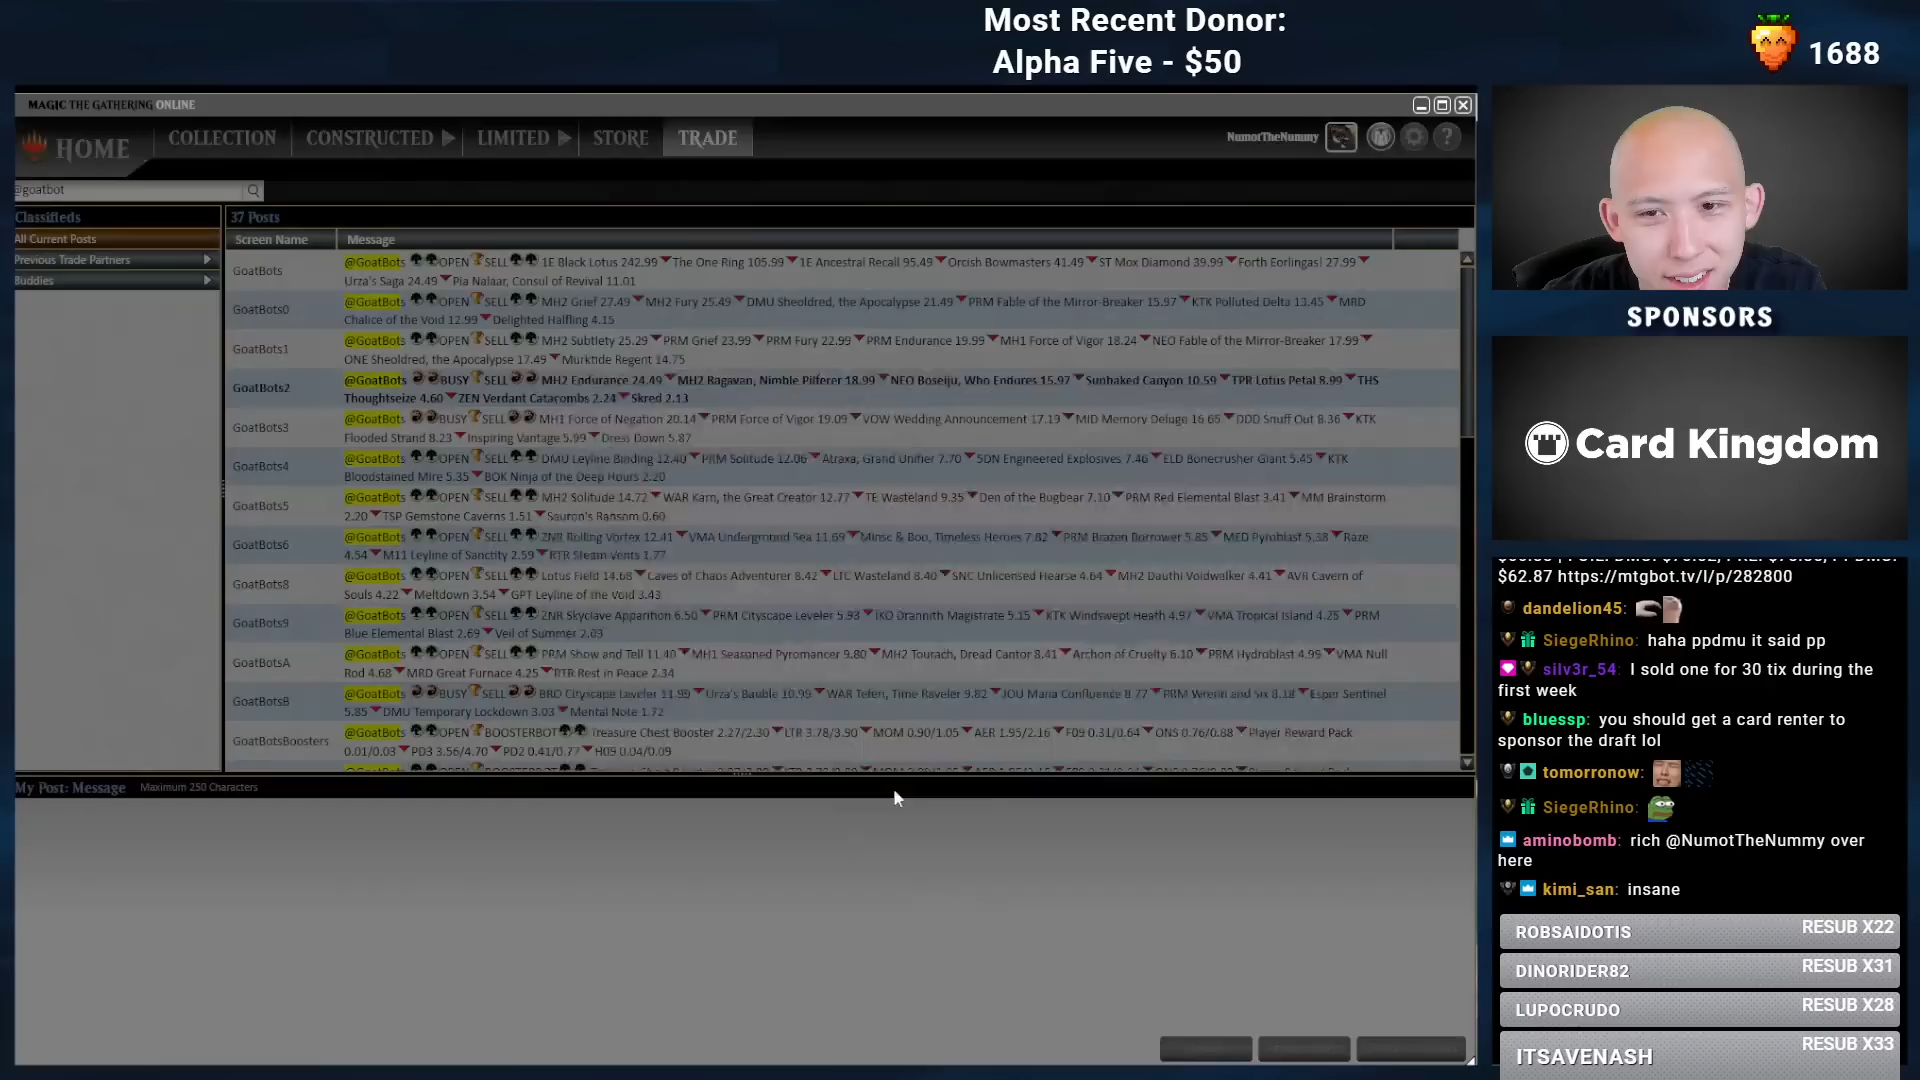 Most Recent Donor:
Alpha Five - $50
1688
MAGIC THE GATHERING ONLINE
HOME
COLLECTION
CONSTRUCTED
LIMITED
STORE
TRADE
NumotTheNummy
@goatbot
Classifieds
All Current Posts
Previous Trade Partners
Buddies
37 Posts
Screen Name Message
GoatBots
@GoatBots OPEN SELL 1E Black Lotus 242.99 The One Ring 105.99 1E Ancestral Recall 95.49 Orcish Bowmasters 41.49 ST Mox Diamond 39.99 Forth Eorlingas! 27.99
Urza's Saga 24.49 Pia Nalaar, Consul of Revival 11.01
GoatBots0
@GoatBots OPEN SELL MH2 Grief 27.49 MH2 Fury 25.49 DMU Sheoldred, the Apocalypse 21.49 PRM Fable of the Mirror-Breaker 15.97 KTK Polluted Delta 13.45 MRD
Chalice of the Void 12.99 Delighted Halfling 4.15
GoatBots1
@GoatBots OPEN SELL MH2 Subtlety 25.29 PRM Grief 23.99 PRM Fury 22.99 PRM Endurance 19.99 MH1 Force of Vigor 18.24 NEO Fable of the Mirror-Breaker 17.99
ONE Sheoldred, the Apocalypse 17.49 Murktide Regent 14.75
GoatBots2
@GoatBots BUSY SELL MH2 Endurance 24.49 MH2 Ragavan, Nimble Pilferer 18.99 NEO Boseiju, Who Endures 15.97 Sunbaked Canyon 10.59 TPR Lotus Petal 8.99 THS
Thoughtseize 4.60 ZEN Verdant Catacombs 2.24 Skred 2.13
GoatBots3
@GoatBots BUSY SELL MH1 Force of Negation 20.14 PRM Force of Vigor 19.09 VOW Wedding Announcement 17.19 MID Memory Deluge 16.65 DDD Snuff Out 8.36 KTK
Flooded Strand 8.23 Inspiring Vantage 5.99 Dress Down 5.87
GoatBots4
@GoatBots OPEN SELL DMU Leyline Binding 12.40 PRM Solitude 12.06 Atraxa, Grand Unifier 7.70 5DN Engineered Explosives 7.46 ELD Bonecrusher Giant 5.45 KTK
Bloodstained Mire 5.35 BOK Ninja of the Deep Hours 2.20
GoatBots5
@GoatBots OPEN SELL MH2 Solitude 14.72 WAR Karn, the Great Creator 12.77 TE Wasteland 9.35 Den of the Bugbear 7.10 PRM Red Elemental Blast 3.41 MM Brainstorm
2.20 TSP Gemstone Caverns 1.51 Sauron's Ransom 0.60
GoatBots6
@GoatBots OPEN SELL ZNR Rolling Vortex 12.41 VMA Underground Sea 11.69 Minsc & Boo, Timeless Heroes 7.82 PRM Brazen Borrower 5.85 MED Pyroblast 5.38 Raze
4.54 M11 Leyline of Sanctity 2.59 RTR Steam Vents 1.77
GoatBots8
@GoatBots OPEN SELL Lotus Field 14.68 Caves of Chaos Adventurer 8.42 LTC Wasteland 8.40 SNC Unlicensed Hearse 4.64 MH2 Dauthi Voidwalker 4.41 AVR Cavern of
Souls 4.22 Meltdown 3.54 GPT Leyline of the Void 3.43
GoatBots9
@GoatBots OPEN SELL ZNR Skyclave Apparition 6.50 PRM Cityscape Leveler 5.93 IKO Drannith Magistrate 5.15 KTK Windswept Heath 4.97 VMA Tropical Island 4.25 PRM
Blue Elemental Blast 2.69 Veil of Summer 2.03
GoatBotsA
@GoatBots OPEN SELL PRM Show and Tell 11.40 MH1 Seasoned Pyromancer 9.80 MH2 Tourach, Dread Cantor 8.41 Archon of Cruelty 6.10 PRM Hydroblast 4.99 VMA Null
Rod 4.68 MRD Great Furnace 4.25 RTR Rest in Peace 2.34
GoatBotsB
@GoatBots BUSY SELL BRO Cityscape Leveler 11.99 Urza's Bauble 10.99 WAR Teferi, Time Raveler 9.82 JOU Mana Confluence 8.77 PRM Wrenn and Six 8.18 Esper Sentinel
5.85 DMU Temporary Lockdown 3.03 Mental Note 1.72
GoatBotsBoosters
@GoatBots OPEN BOOSTERBOT Treasure Chest Booster 2.27/2.30 LTR 3.78/3.90 MOM 0.90/1.05 AER 1.95/2.16 F09 0.31/0.64 ONS 0.76/0.88 Player Reward Pack
0.01/0.03 PD3 3.56/4.70 PD2 0.41/0.77 H09 0.04/0.09
My Post: Message Maximum 250 Characters
SPONSORS
Card Kingdom
$62.87 https://mtgbot.tv/l/p/282800
dandelion45:
SiegeRhino: haha ppdmu it said pp
silv3r_54: I sold one for 30 tix during the
first week
bluessp: you should get a card renter to
sponsor the draft lol
tomorronow:
SiegeRhino:
aminobomb: rich @NumotTheNummy over
here
kimi_san: insane
ROBSAIDOTIS RESUB X22
DINORIDER82 RESUB X31
LUPOCRUDO RESUB X28
ITSAVENASH RESUB X33